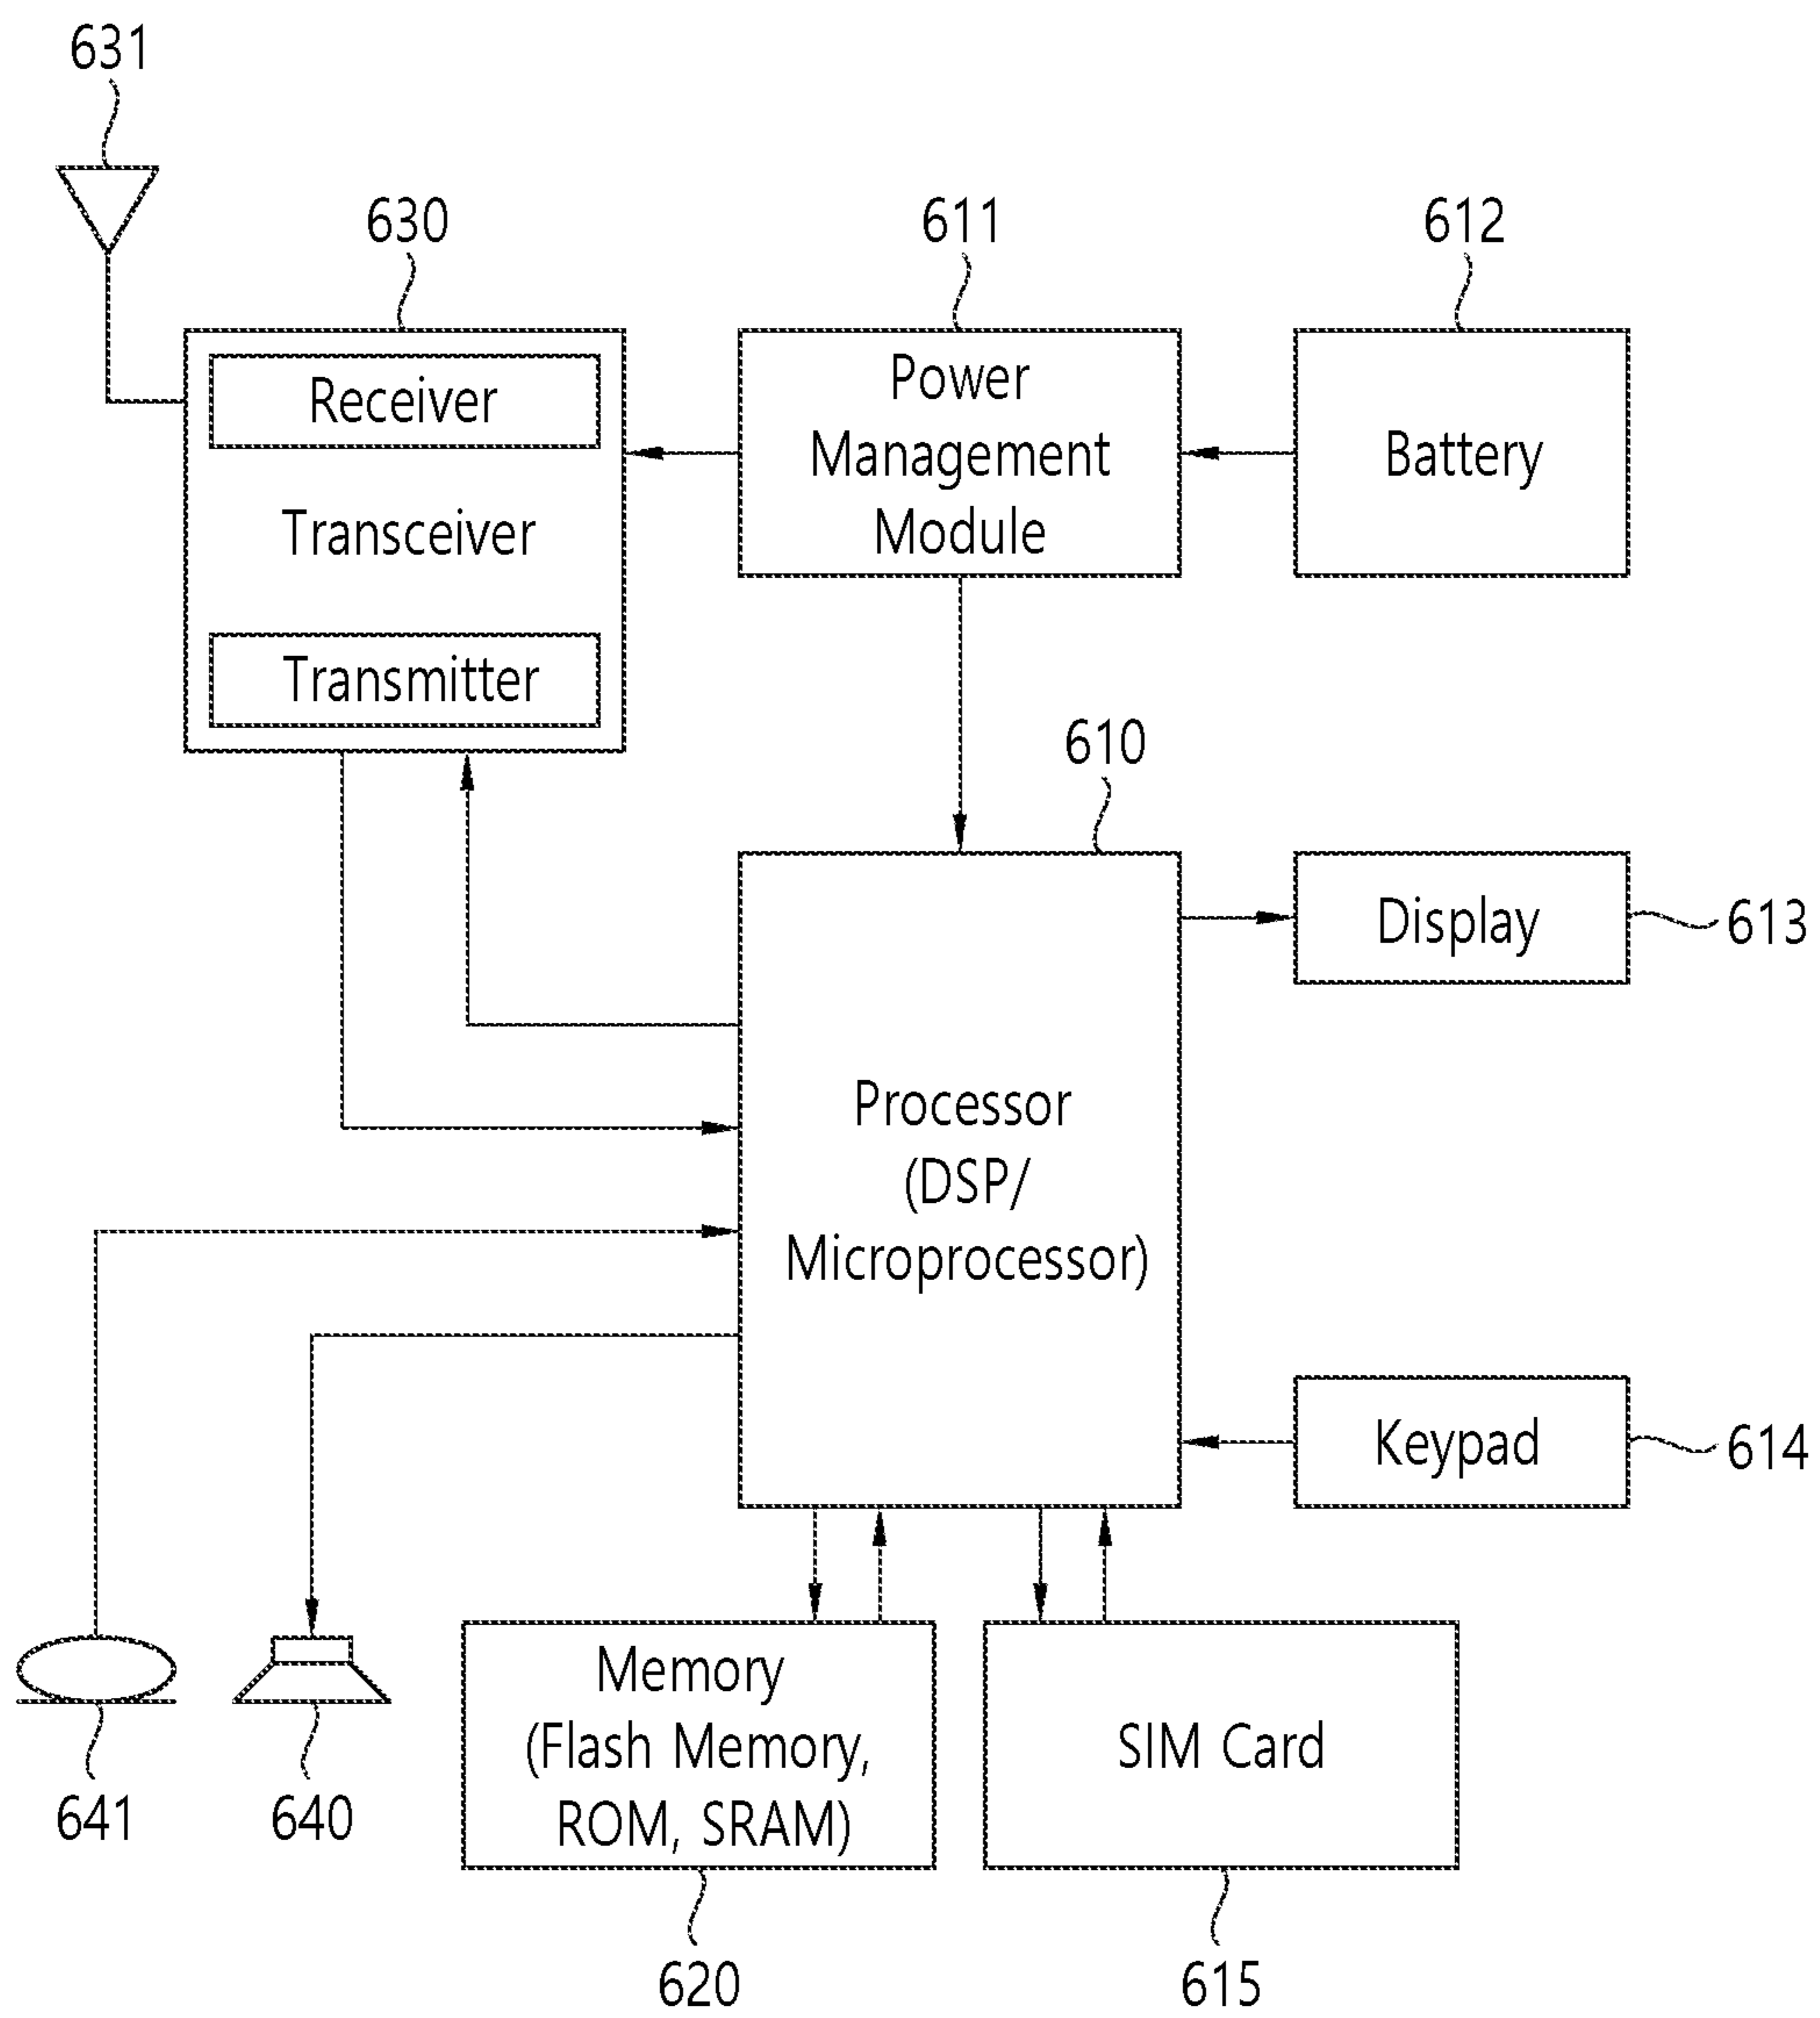 631
630
611
612
Receiver
Transceiver
Transmitter
Power
Management
Module
Battery
610
Processor
(DSP/
Microprocessor)
Display
613
Keypad
614
641
640
Memory
(Flash Memory,
ROM, SRAM)
SIM Card
620
615